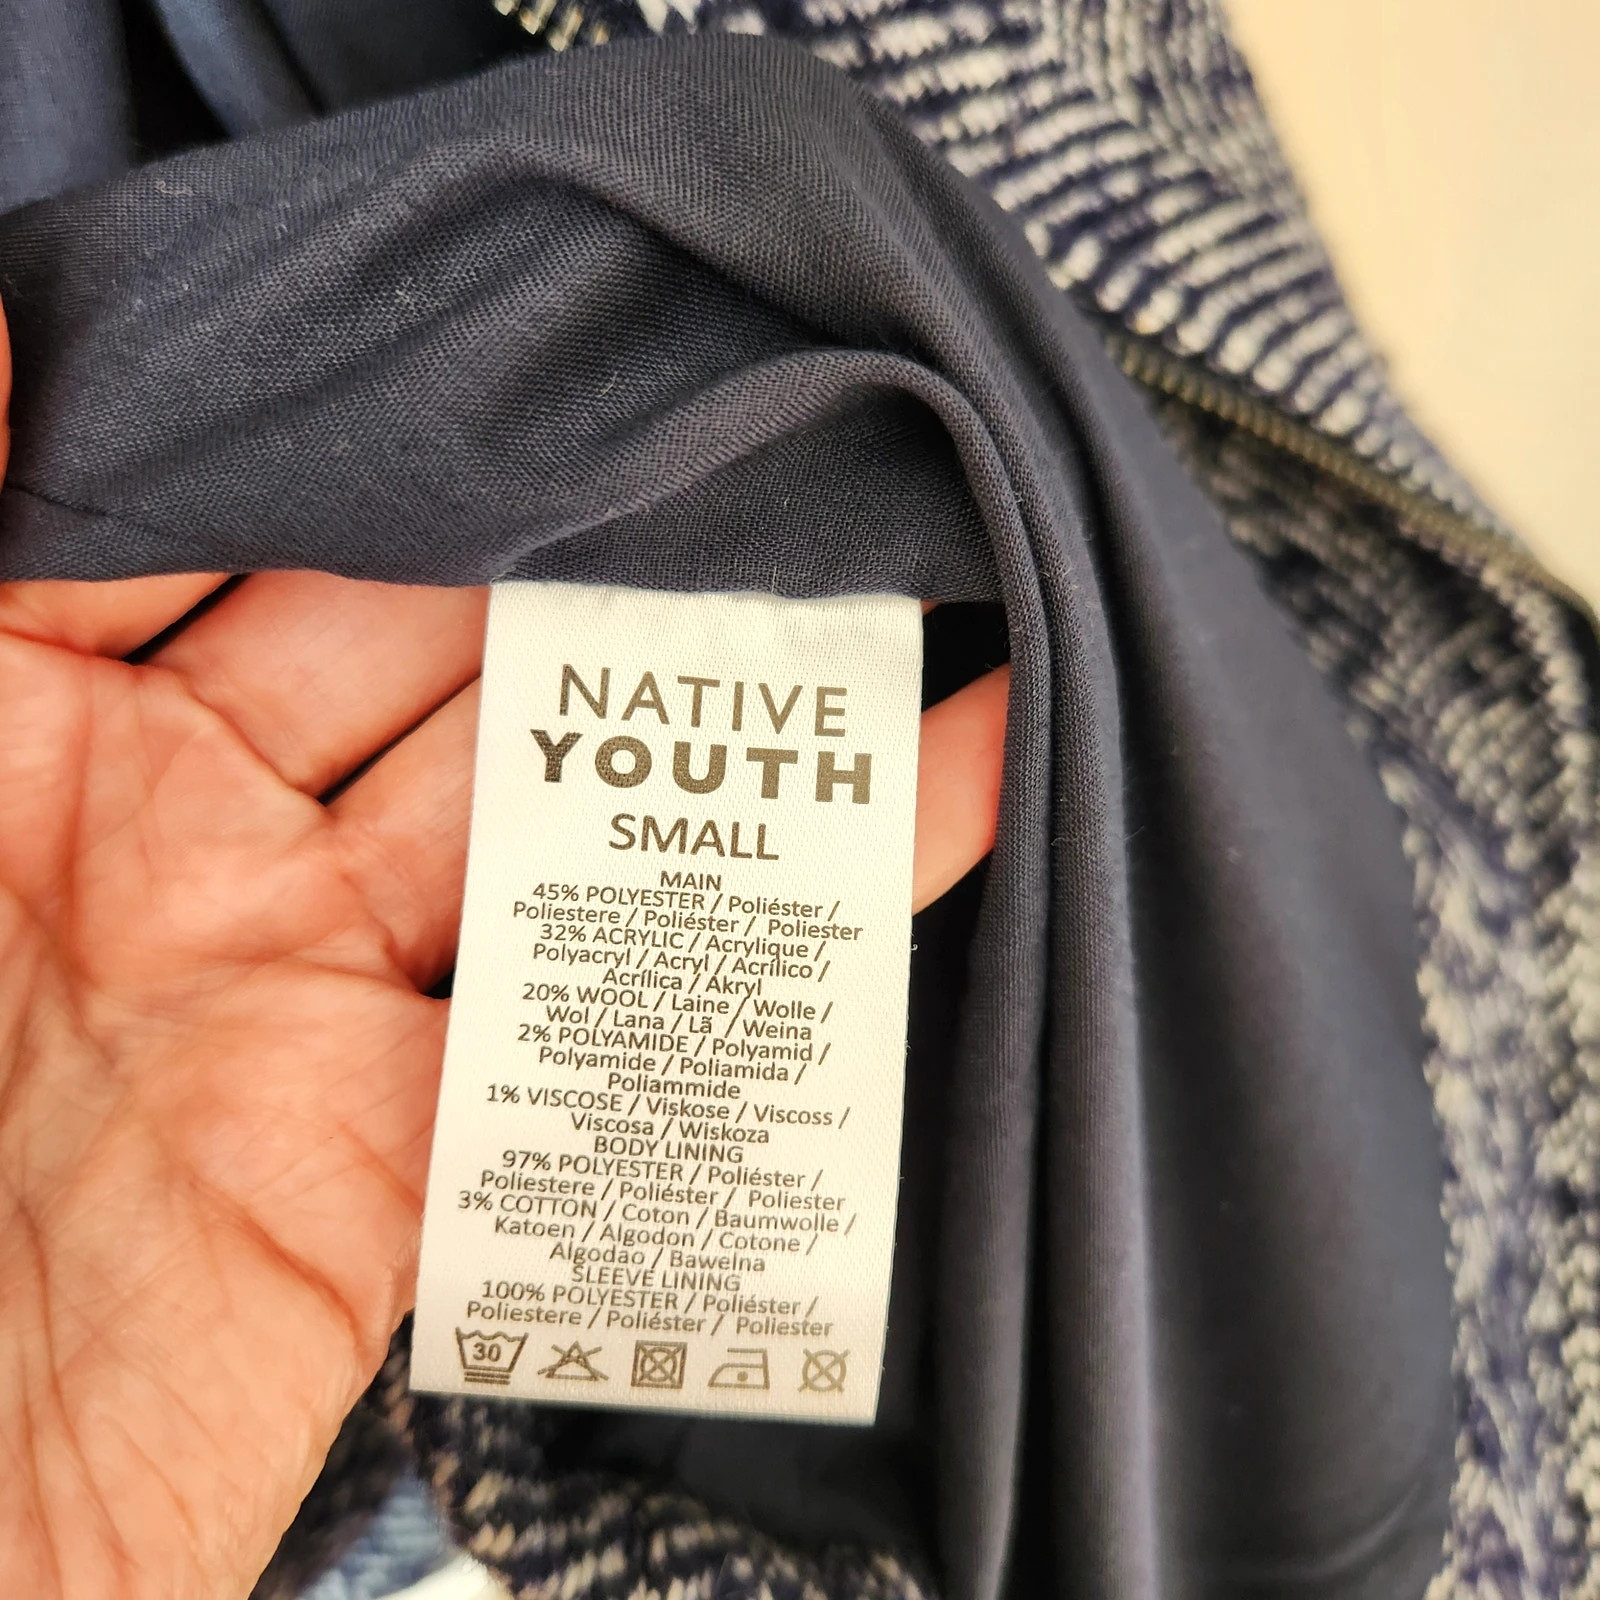 NATIVE
YOUTH
SMALL
MAIN
45% POLYESTER / Poliéster /
Poliestere / Poliéster / Poliester
32% ACRYLIC / Acrylique /
Polyacryl / Acryl / Acrílico /
Acrílica / Akryl
20% WOOL / Laine / Wolle /
Wol / Lana / Lã / Weina
2% POLYAMIDE / Polyamid /
Polyamide / Poliamida /
Poliammide
1% VISCOSE / Viskose / Viscoss /
Viscosa / Wiskoza
BODY LINING
97% POLYESTER / Poliéster /
Poliestere / Poliéster / Poliester
3% COTTON / Coton / Baumwolle /
Katoen / Algodon / Cotone /
Algodao / Bawelna
SLEEVE LINING
100% POLYESTER / Poliéster /
Poliestere / Poliéster / Poliester
30